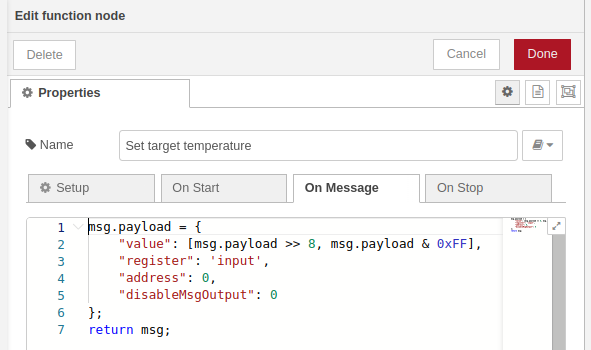 Edit function node
Delete
Cancel
Done
Properties
Name
Set target temperature
Setup
On Start
On Message
On Stop
1 msg.payload = {
2     "value": [msg.payload >> 8, msg.payload & 0xFF],
3     "register": 'input',
4     "address": 0,
5     "disableMsgOutput": 0
6 };
7 return msg;